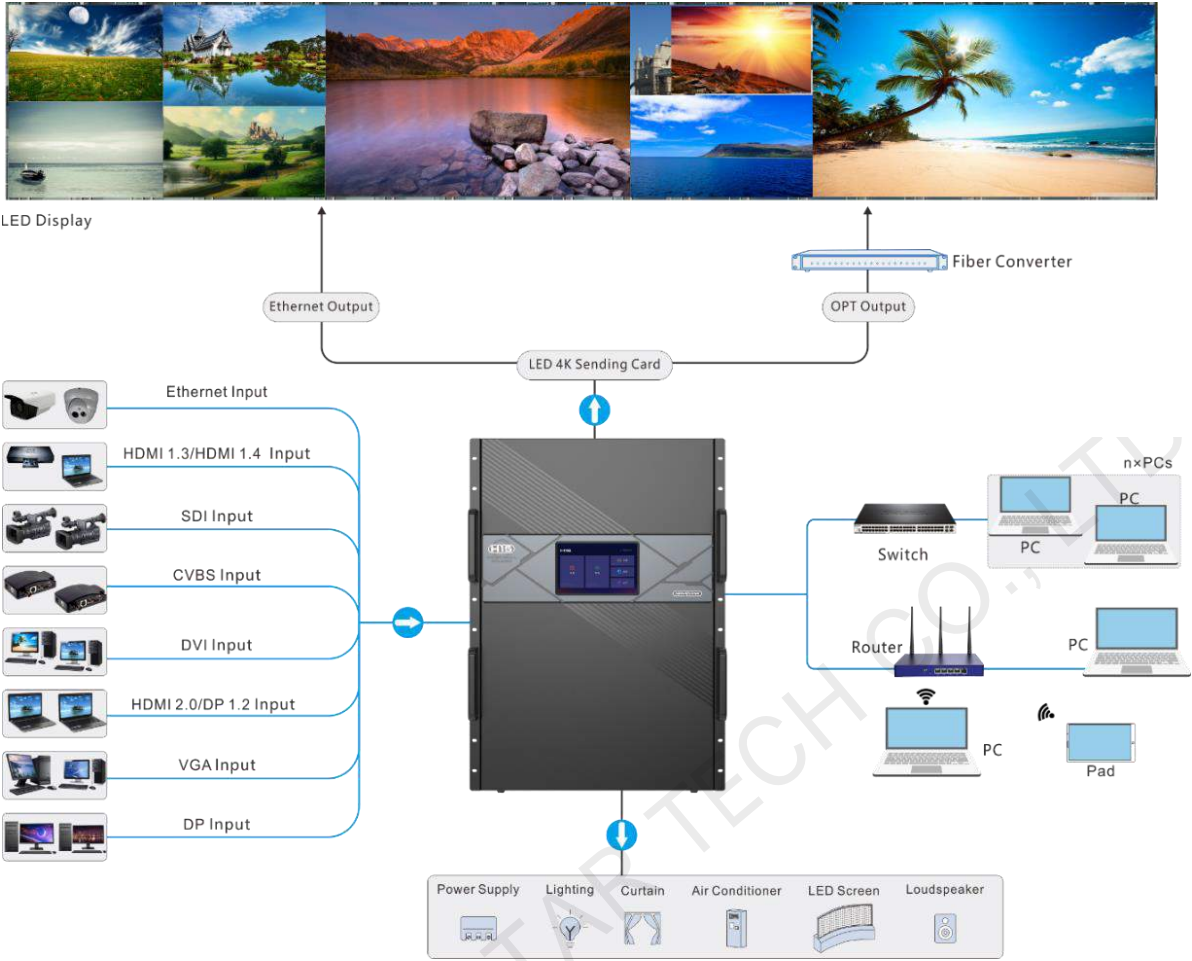 LED Display
Fiber Converter
Ethernet Output
OPT Output
LED 4K Sending Card
Ethernet Input
HDMI 1.3/HDMI 1.4 Input
SDI Input
CVBS Input
DVI Input
HDMI 2.0/DP 1.2 Input
VGA Input
DP Input
n×PCs
PC
PC
Switch
Router
PC
PC
Pad
Power Supply
Lighting
Curtain
Air Conditioner
LED Screen
Loudspeaker
TAR TECH CO., LTD